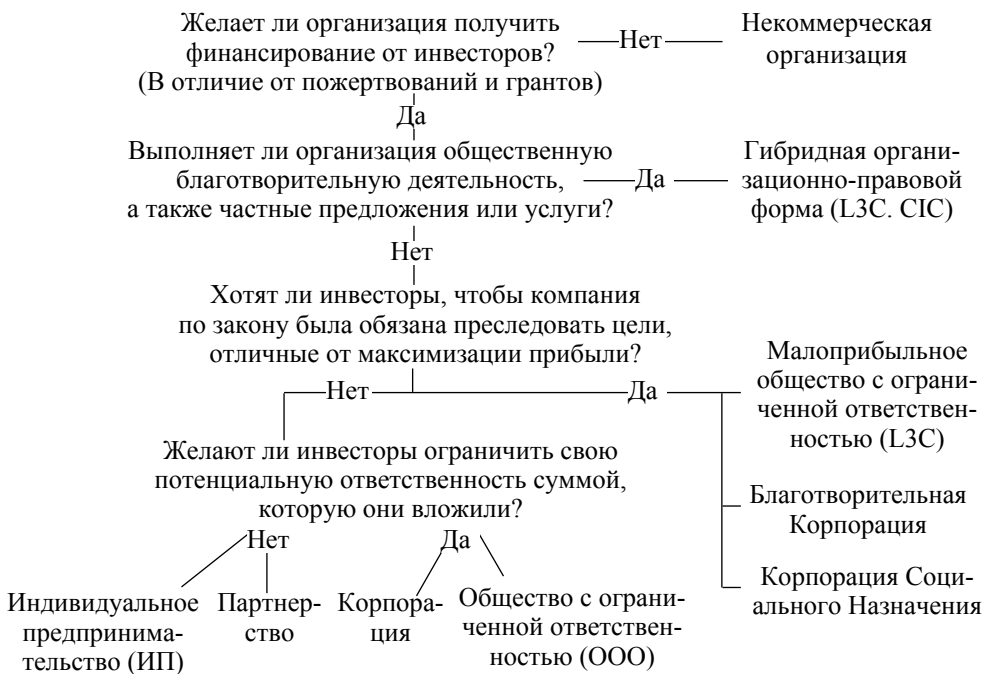 Желает ли организация получить
финансирование от инвесторов?
(В отличие от пожертвований и грантов)
Нет
Некоммерческая
организация
Да
Выполняет ли организация общественную
благотворительную деятельность,
а также частные предложения или услуги?
Да
Гибридная органи-
зационно-правовой
форма (L3C. CIC)
Нет
Хотят ли инвесторы, чтобы компания
по закону была обязана преследовать цели,
отличные от максимизации прибыли?
Нет
Да
Малоприбыльное
общество с ограни-
ченной ответствен-
ностью (L3C)
Благотворительная
Корпорация
Корпорация Соци-
ального Назначения
Желают ли инвесторы ограничить свою
потенциальную ответственность суммой,
которую они вложили?
Нет
Да
Индивидуальное
предпринима-
тельство (ИП)
Партнер-
ство
Корпора-
ция
Общество с ограни-
ченной ответствен-
ностью (ООО)